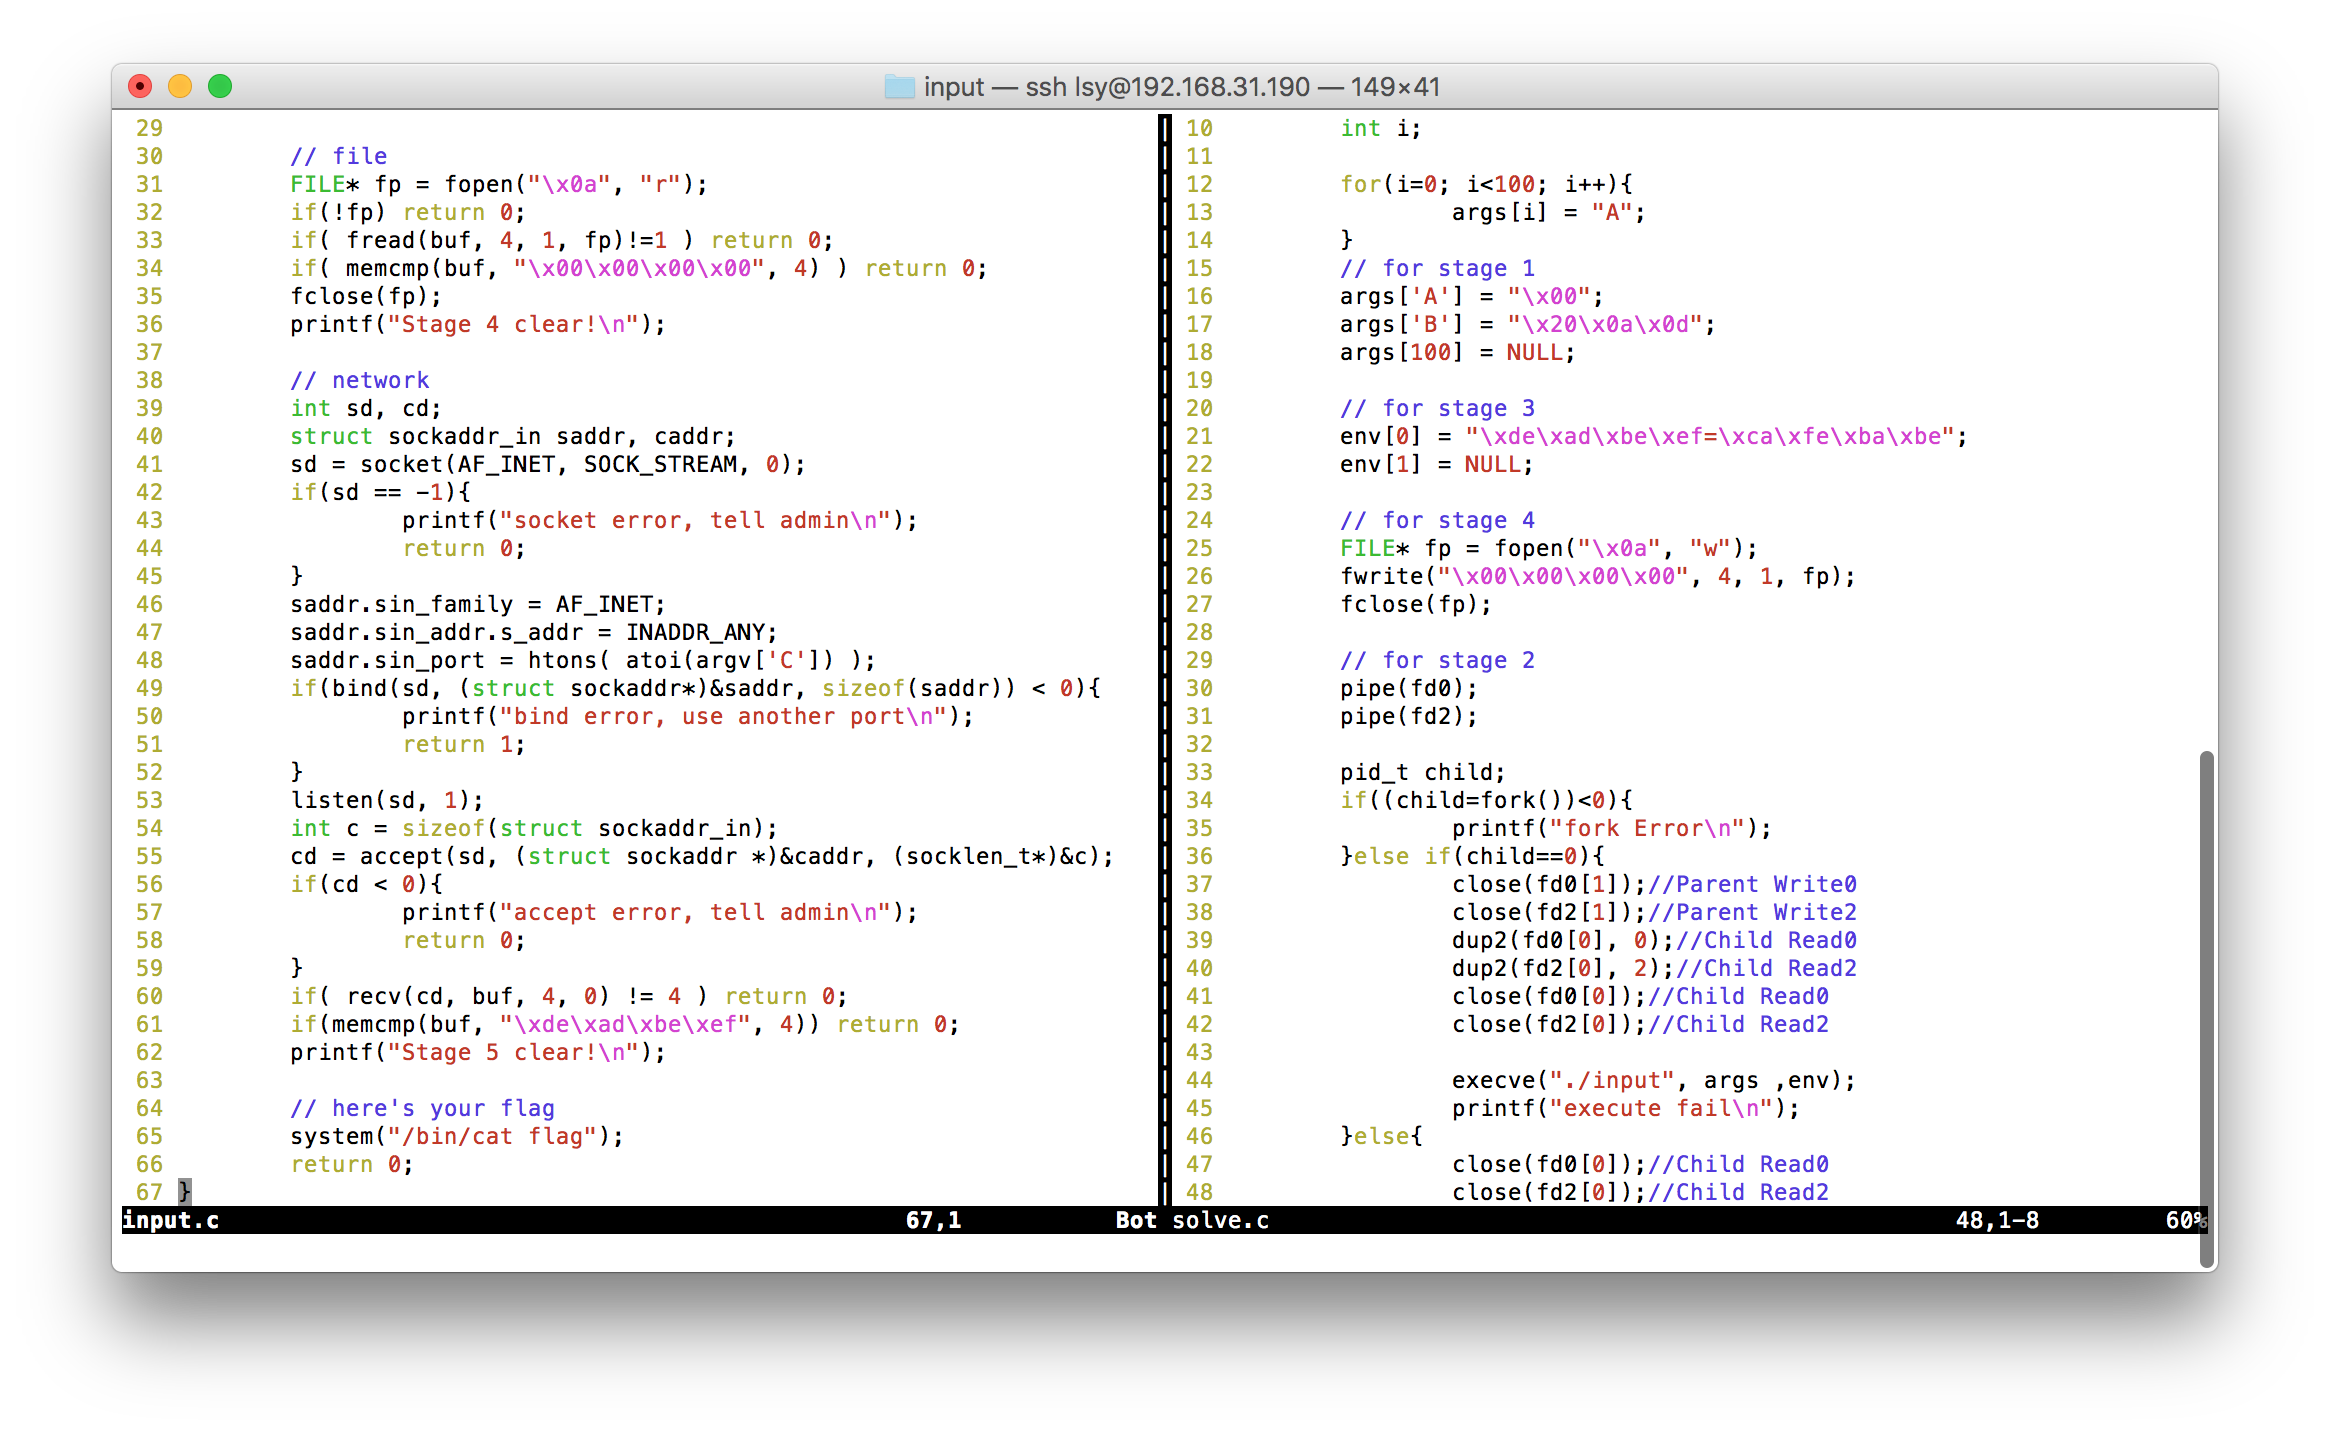 input — ssh lsy@192.168.31.190 — 149×41
29
30         // file
31         FILE* fp = fopen("\x0a", "r");
32         if(!fp) return 0;
33         if( fread(buf, 4, 1, fp)!=1 ) return 0;
34         if( memcmp(buf, "\x00\x00\x00\x00", 4) ) return 0;
35         fclose(fp);
36         printf("Stage 4 clear!\n");
37
38         // network
39         int sd, cd;
40         struct sockaddr_in saddr, caddr;
41         sd = socket(AF_INET, SOCK_STREAM, 0);
42         if(sd == -1){
43                 printf("socket error, tell admin\n");
44                 return 0;
45         }
46         saddr.sin_family = AF_INET;
47         saddr.sin_addr.s_addr = INADDR_ANY;
48         saddr.sin_port = htons( atoi(argv['C']) );
49         if(bind(sd, (struct sockaddr*)&saddr, sizeof(saddr)) < 0){
50                 printf("bind error, use another port\n");
51                 return 1;
52         }
53         listen(sd, 1);
54         int c = sizeof(struct sockaddr_in);
55         cd = accept(sd, (struct sockaddr *)&caddr, (socklen_t*)&c);
56         if(cd < 0){
57                 printf("accept error, tell admin\n");
58                 return 0;
59         }
60         if( recv(cd, buf, 4, 0) != 4 ) return 0;
61         if(memcmp(buf, "\xde\xad\xbe\xef", 4)) return 0;
62         printf("Stage 5 clear!\n");
63
64         // here's your flag
65         system("/bin/cat flag");
66         return 0;
67 }
input.c 67,1 Bot
10         int i;
11
12         for(i=0; i<100; i++){
13                 args[i] = "A";
14         }
15         // for stage 1
16         args['A'] = "\x00";
17         args['B'] = "\x20\x0a\x0d";
18         args[100] = NULL;
19
20         // for stage 3
21         env[0] = "\xde\xad\xbe\xef=\xca\xfe\xba\xbe";
22         env[1] = NULL;
23
24         // for stage 4
25         FILE* fp = fopen("\x0a", "w");
26         fwrite("\x00\x00\x00\x00", 4, 1, fp);
27         fclose(fp);
28
29         // for stage 2
30         pipe(fd0);
31         pipe(fd2);
32
33         pid_t child;
34         if((child=fork())<0){
35                 printf("fork Error\n");
36         }else if(child==0){
37                 close(fd0[1]);//Parent Write0
38                 close(fd2[1]);//Parent Write2
39                 dup2(fd0[0], 0);//Child Read0
40                 dup2(fd2[0], 2);//Child Read2
41                 close(fd0[0]);//Child Read0
42                 close(fd2[0]);//Child Read2
43
44                 execve("./input", args ,env);
45                 printf("execute fail\n");
46         }else{
47                 close(fd0[0]);//Child Read0
48                 close(fd2[0]);//Child Read2
solve.c 48,1-8 60%